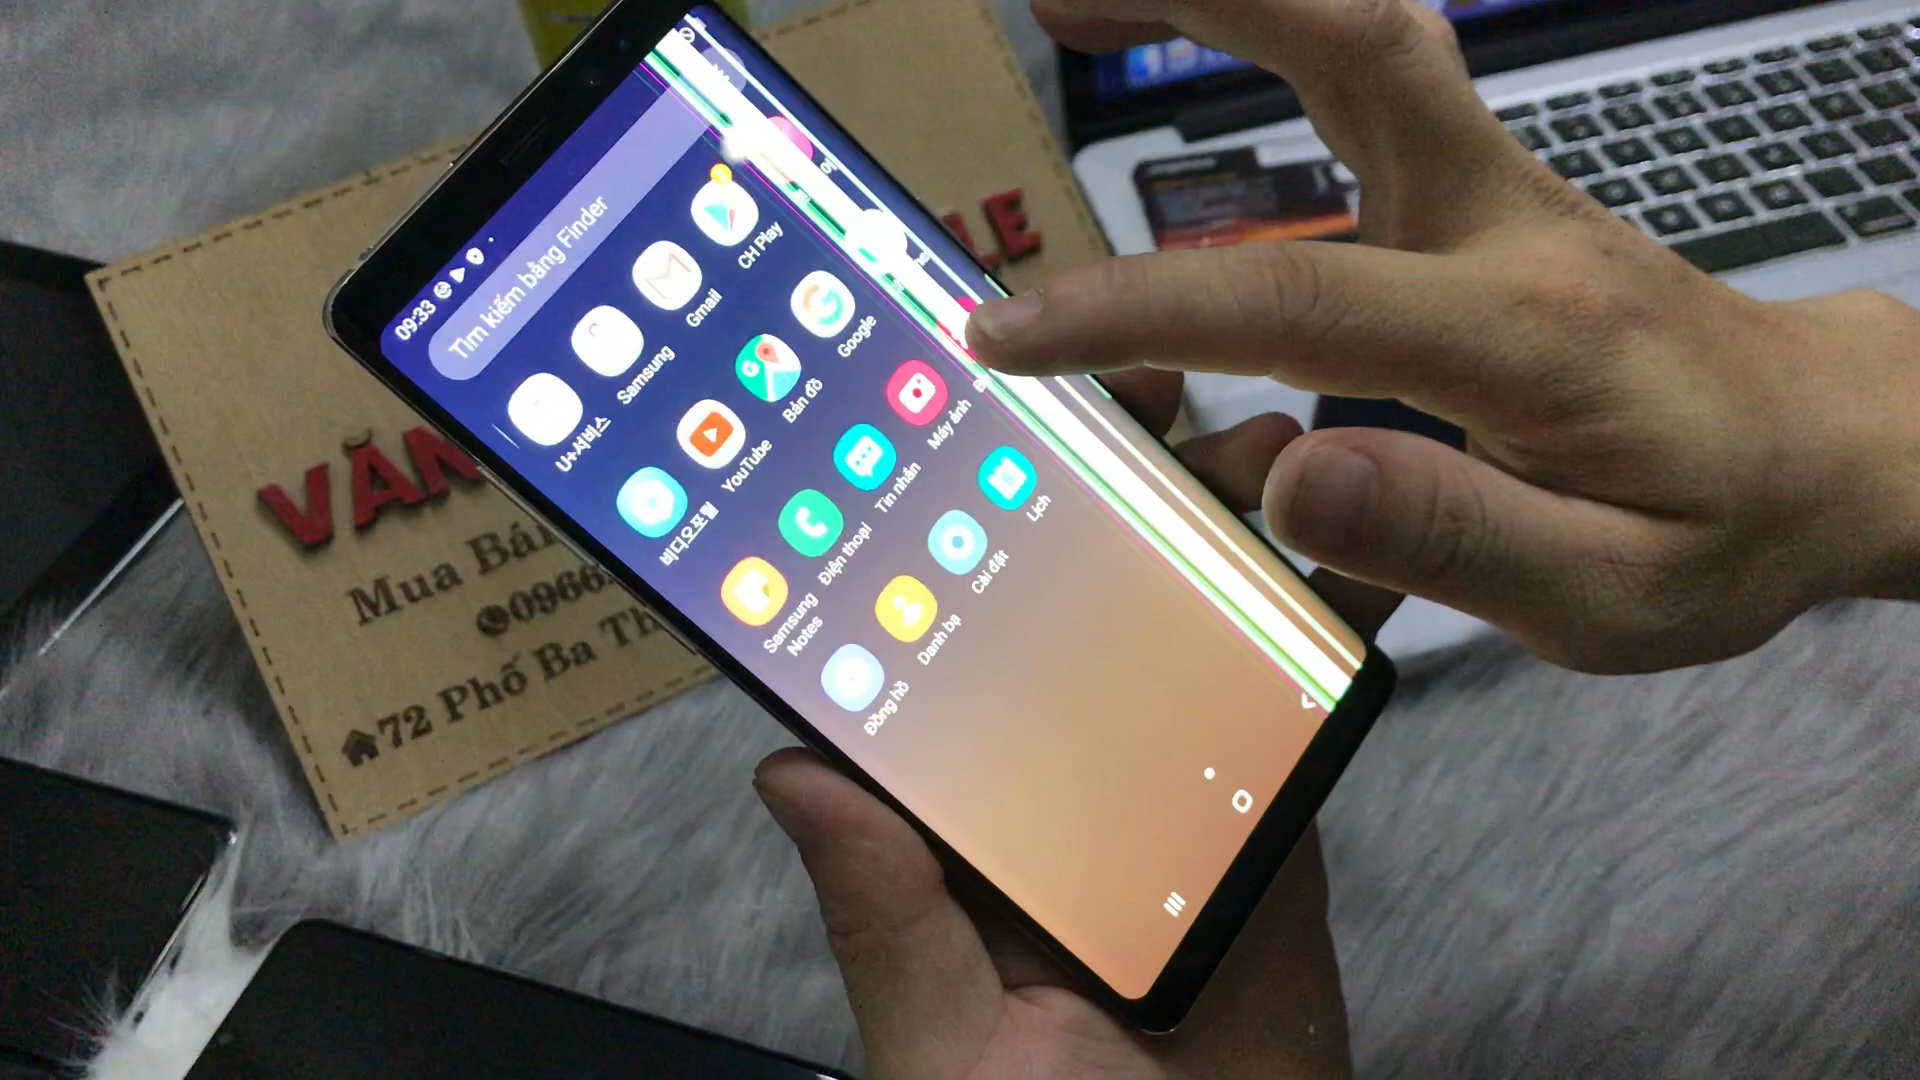 09:33
Tìm kiếm bằng Finder
U+서비스
Samsung
Gmail
CH Play
비디오포털
YouTube
Bản đồ
Google
Samsung
Notes
Điện thoại
Tin nhắn
Máy ảnh
Đồng hồ
Danh bạ
Cài đặt
Lịch
VĂN
LE
Mua Bán
0966
72 Phố Ba Th